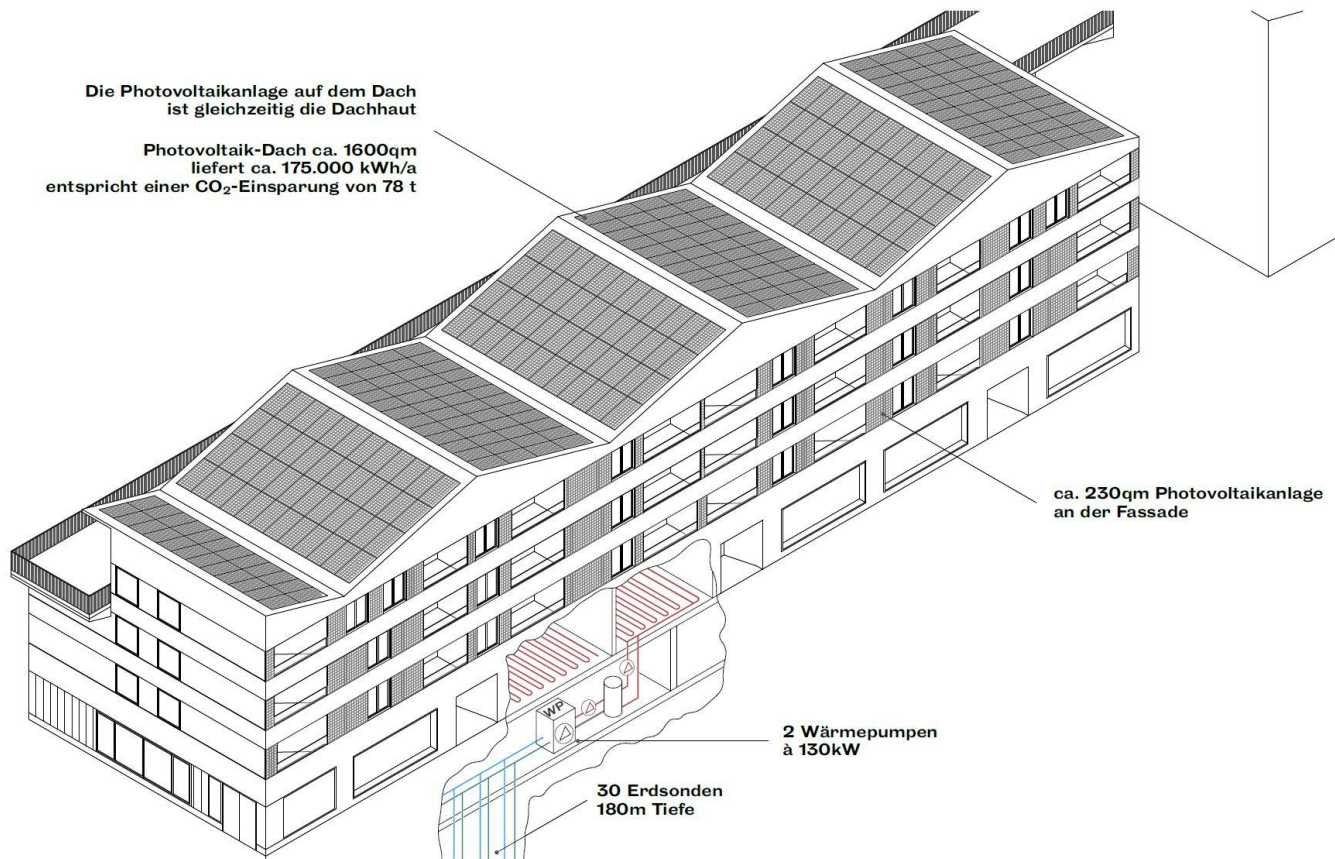 Die Photovoltaikanlage auf dem Dach
ist gleichzeitig die Dachhaut
Photovoltaik-Dach ca. 1600qm
liefert ca. 175.000 kWh/a
entspricht einer CO₂-Einsparung von 78 t
ca. 230qm Photovoltaikanlage
an der Fassade
WP
2 Wärmepumpen
à 130kW
30 Erdsonden
180m Tiefe